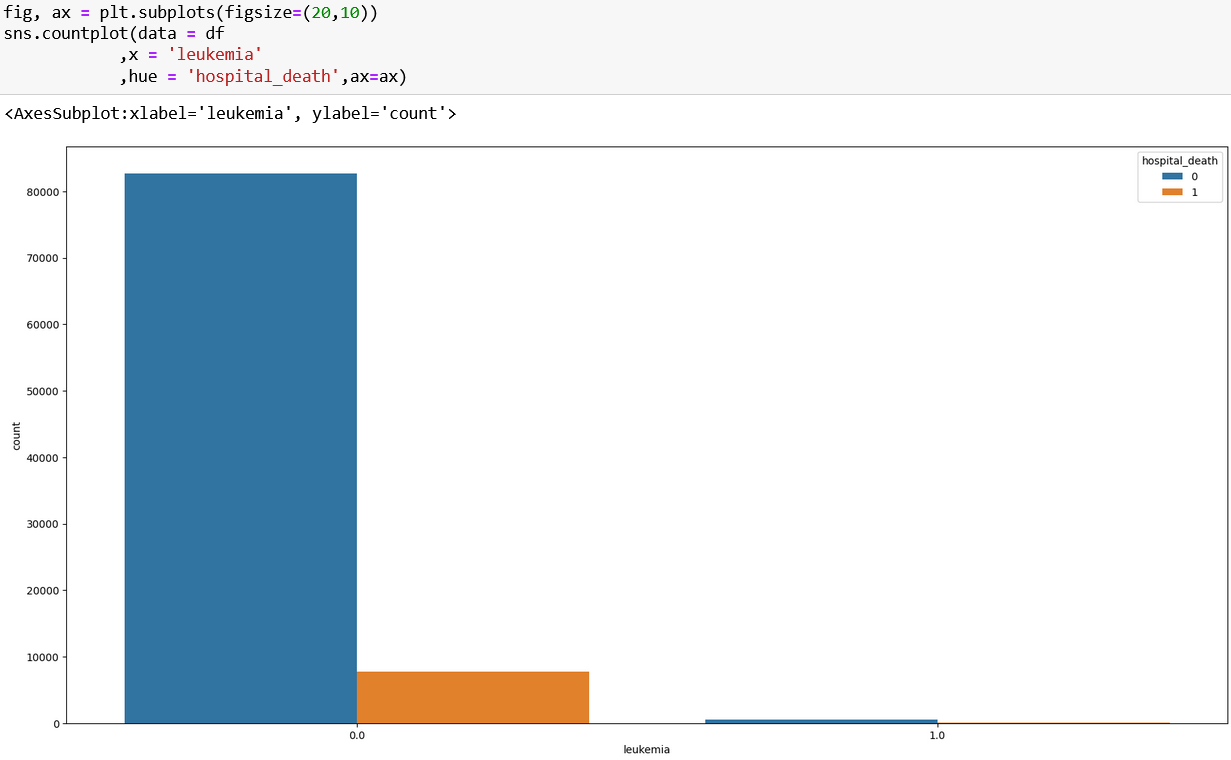 fig, ax = plt.subplots(figsize=(20,10))
sns.countplot(data = df
,x = 'leukemia'
,hue = 'hospital_death',ax=ax)
<AxesSubplot:xlabel='leukemia', ylabel='count'>
hospital_death
0
1
80000
70000
60000
50000
40000
30000
20000
10000
0
count
0.0
1.0
leukemia